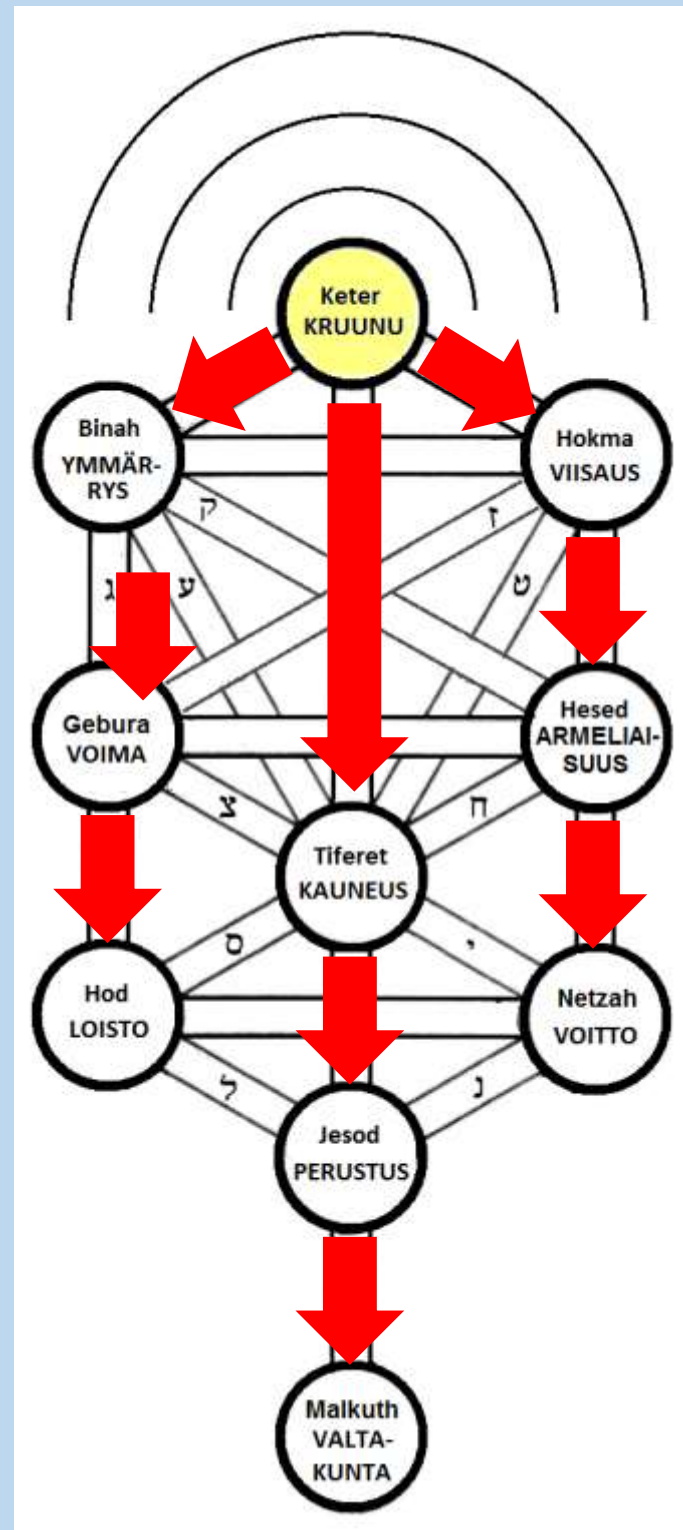 Keter
KRUUNU
Binah
YMMÄR-
RYS
Hokma
VIISAUS
ק
ז
ג
ע
ט
Gebura
VOIMA
Hesed
ARMELIAI-
SUUS
צ
ח
Tiferet
KAUNEUS
ס
י
Hod
LOISTO
Netzah
VOITTO
ל
נ
Jesod
PERUSTUS
Malkuth
VALTA-
KUNTA